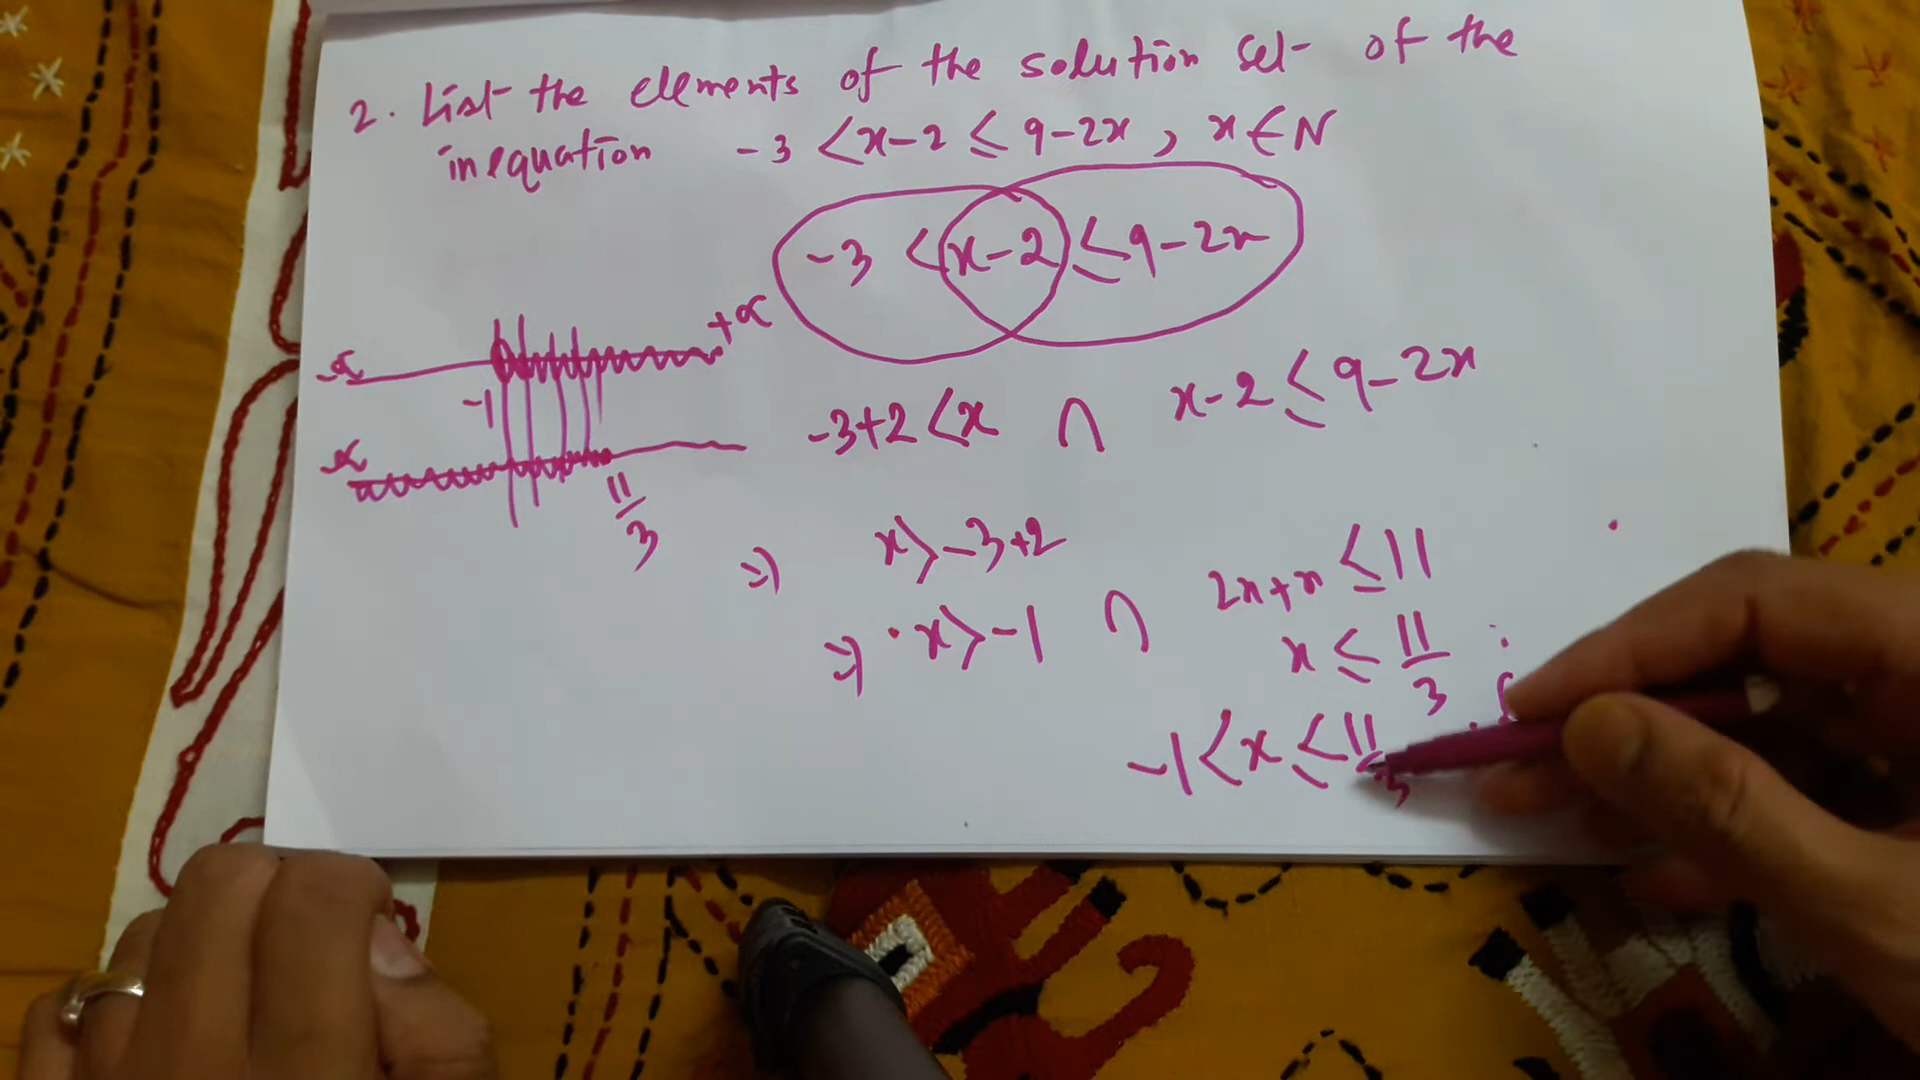 2. List the elements of the solution set of the
inequation -3 < x-2 ≤ 9-2x, x∈N
-3 < x-2 ≤ 9-2x
-∝ +∝
-1
-∝
11/3
-3+2 < x ∩ x-2 ≤ 9-2x
⇒ x > -3+2 2x+x ≤ 11
⇒ x > -1 ∩ x ≤ 11/3
-1 < x ≤ 11/3